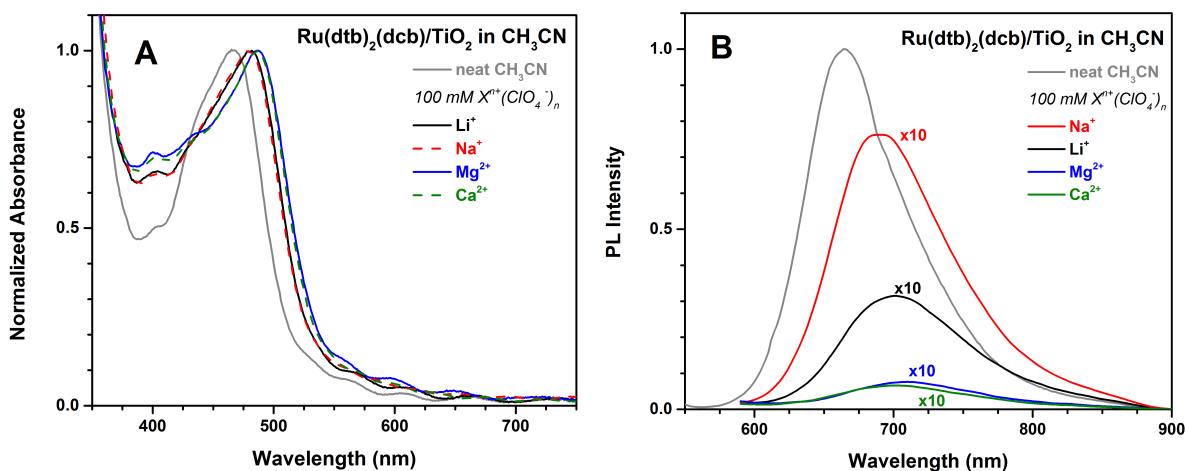 A
Ru(dtb)₂(dcb)/TiO₂ in CH₃CN
neat CH₃CN
100 mM Xⁿ⁺(ClO₄⁻)ₙ
Li⁺
Na⁺
Mg²⁺
Ca²⁺
1.0
0.5
0.0
400
500
600
700
Normalized Absorbance
Wavelength (nm)
B
Ru(dtb)₂(dcb)/TiO₂ in CH₃CN
neat CH₃CN
100 mM Xⁿ⁺(ClO₄⁻)ₙ
Na⁺
Li⁺
Mg²⁺
Ca²⁺
x10
x10
x10
x10
1.0
0.5
0.0
600
700
800
900
PL Intensity
Wavelength (nm)